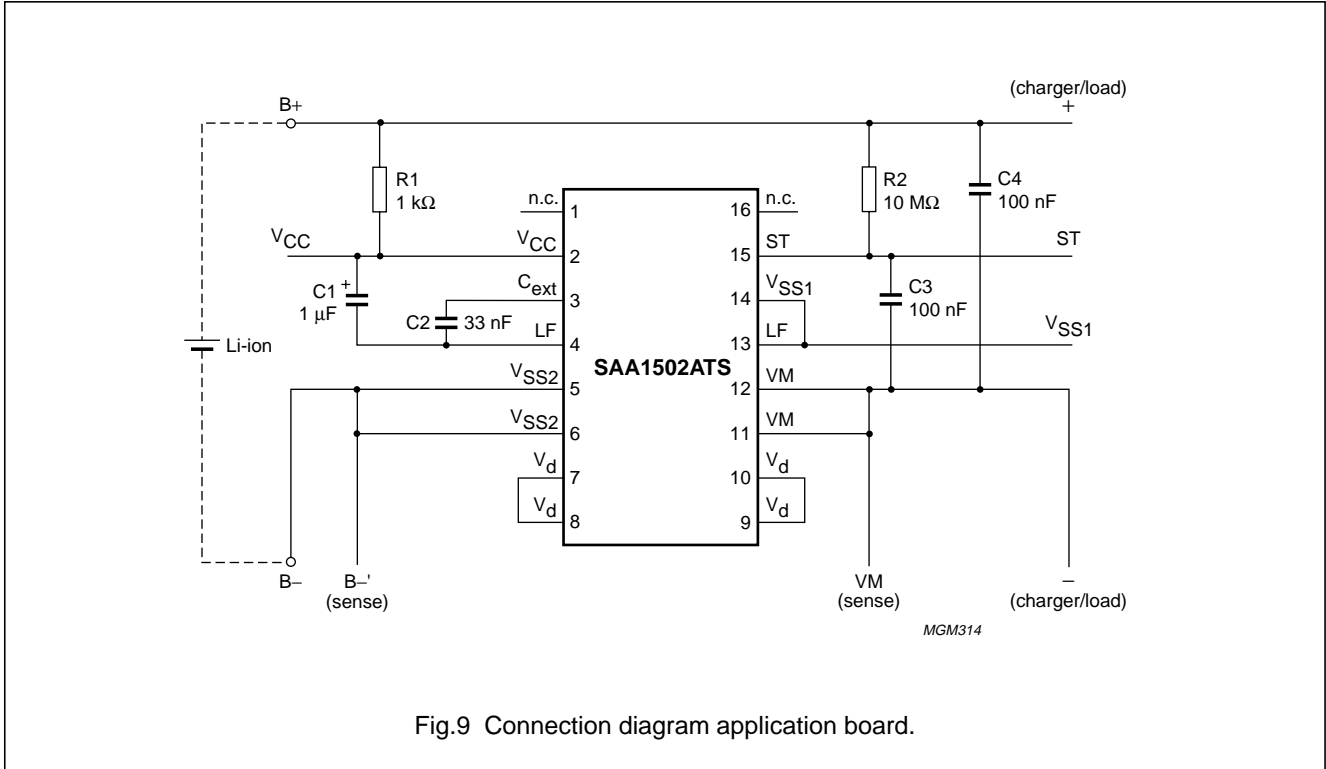 (charger/load)
+
B+
R1
1 kΩ
R2
10 MΩ
C4
100 nF
n.c.
1
16
n.c.
VCC
VCC
2
15
ST
ST
C1
+
1 μF
Cext
3
14
VSS1
C3
100 nF
C2
33 nF
LF
4
13
LF
VSS1
Li-ion
SAA1502ATS
VSS2
5
12
VM
VSS2
6
11
VM
Vd
7
10
Vd
Vd
8
9
Vd
B−
B−'
(sense)
VM
(sense)
−
(charger/load)
MGM314
Fig.9 Connection diagram application board.